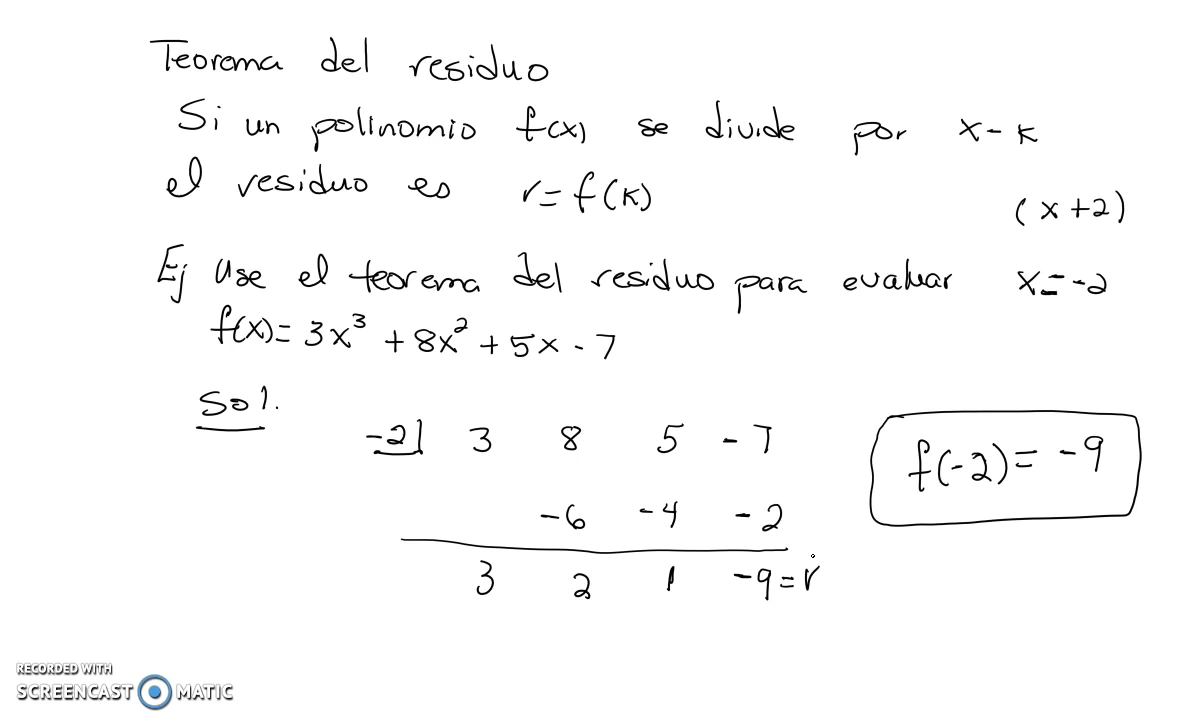 Teorema del residuo
Si un polinomio f(x) se divide por x - k
el residuo es r = f(k)
(x + 2)
Ej Use el teorema del residuo para evaluar x = -2
f(x) = 3x³ + 8x² + 5x - 7
Sol.
-2| 3 8 5 -7
f(-2) = -9
-6 -4 -2
3 2 1 -9 = r
RECORDED WITH
SCREENCAST MATIC